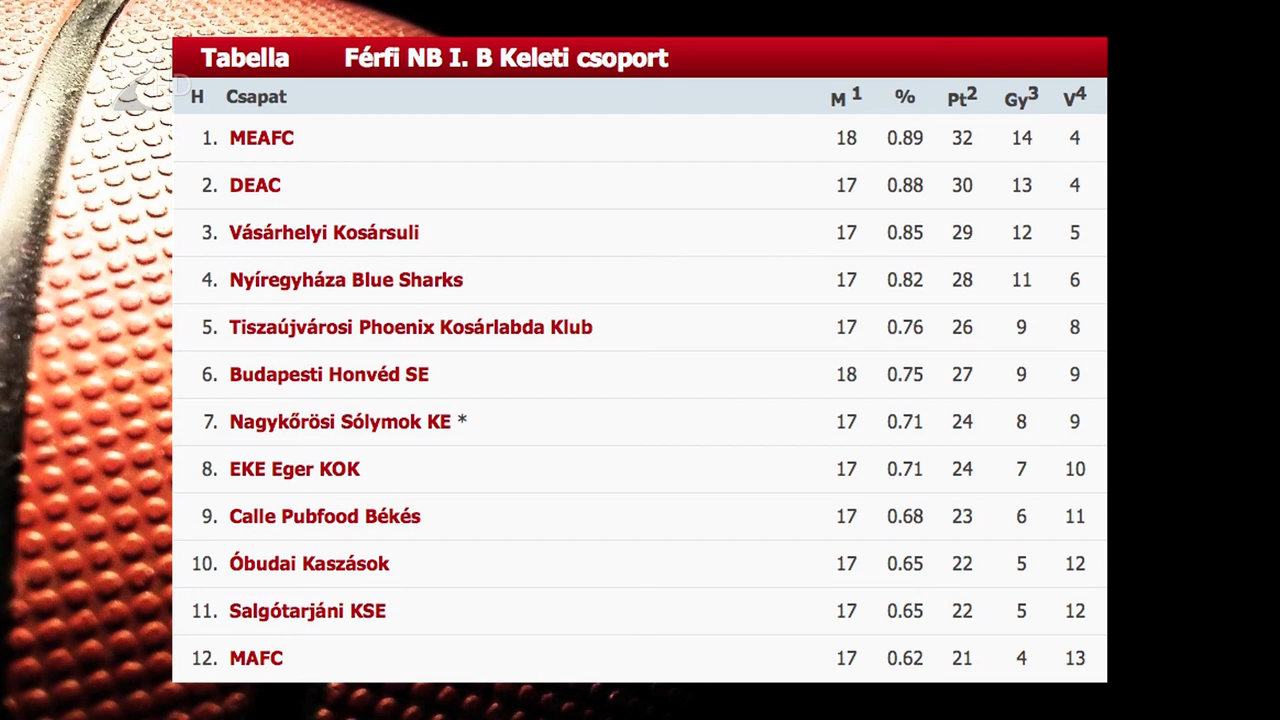 Tabella Férfi NB I. B Keleti csoport
H Csapat M 1 % Pt2 Gy3 V4
1. MEAFC 18 0.89 32 14 4
2. DEAC 17 0.88 30 13 4
3. Vásárhelyi Kosársuli 17 0.85 29 12 5
4. Nyíregyháza Blue Sharks 17 0.82 28 11 6
5. Tiszaújvárosi Phoenix Kosárlabda Klub 17 0.76 26 9 8
6. Budapesti Honvéd SE 18 0.75 27 9 9
7. Nagykőrösi Sólymok KE * 17 0.71 24 8 9
8. EKE Eger KOK 17 0.71 24 7 10
9. Calle Pubfood Békés 17 0.68 23 6 11
10. Óbudai Kaszások 17 0.65 22 5 12
11. Salgótarjáni KSE 17 0.65 22 5 12
12. MAFC 17 0.62 21 4 13